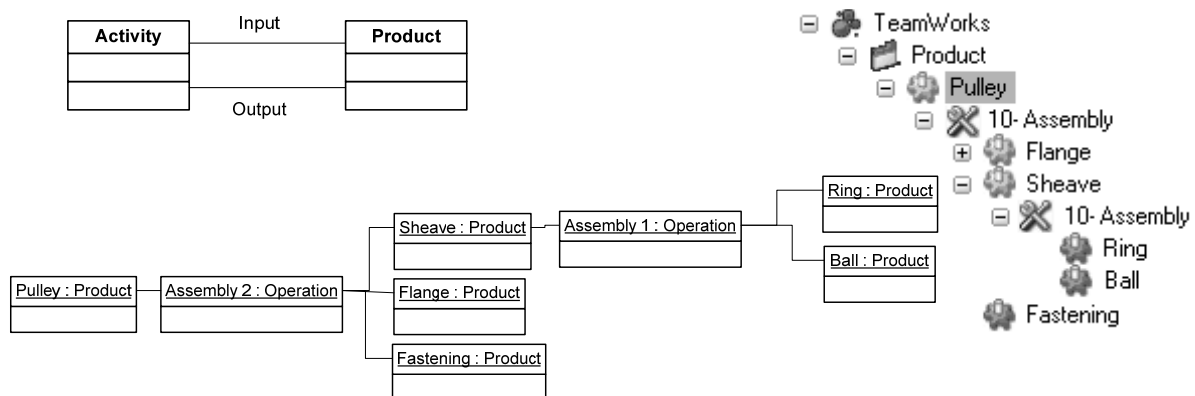 Input
Activity
Product
Output
TeamWorks
Product
Pulley
10- Assembly
Flange
Sheave
10- Assembly
Ring
Ball
Fastening
Pulley : Product
Assembly 2 : Operation
Sheave : Product
Flange : Product
Fastening : Product
Assembly 1 : Operation
Ring : Product
Ball : Product